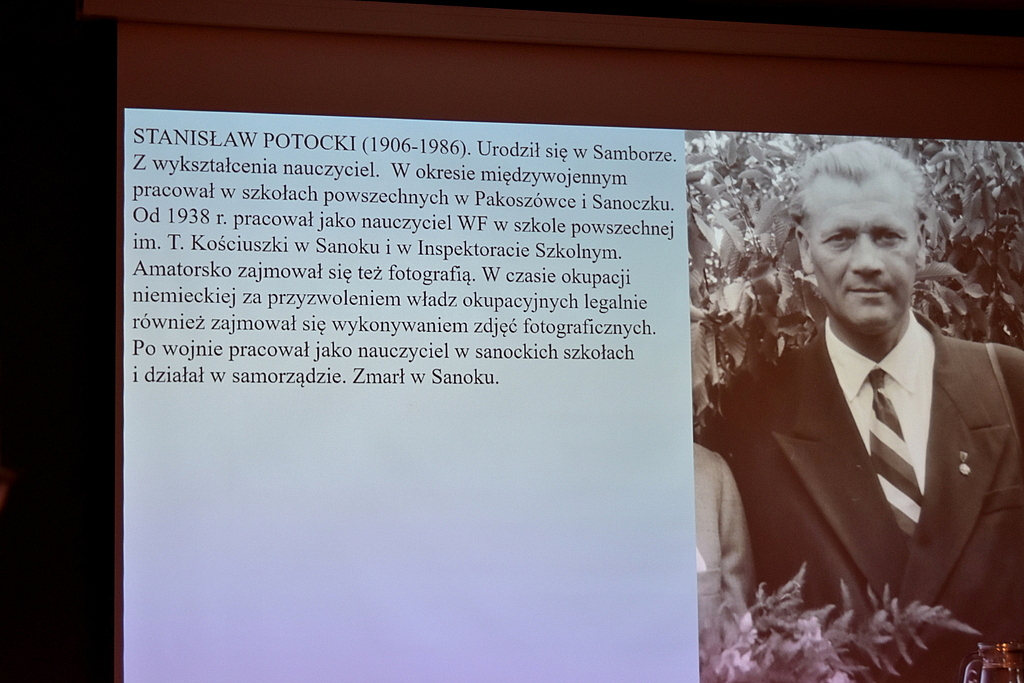 STANISŁAW POTOCKI (1906-1986). Urodził się w Samborze.
Z wykształcenia nauczyciel. W okresie międzywojennym
pracował w szkołach powszechnych w Pakoszówce i Sanoczku.
Od 1938 r. pracował jako nauczyciel WF w szkole powszechnej
im. T. Kościuszki w Sanoku i w Inspektoracie Szkolnym.
Amatorsko zajmował się też fotografią. W czasie okupacji
niemieckiej za przyzwoleniem władz okupacyjnych legalnie
również zajmował się wykonywaniem zdjęć fotograficznych.
Po wojnie pracował jako nauczyciel w sanockich szkołach
i działał w samorządzie. Zmarł w Sanoku.